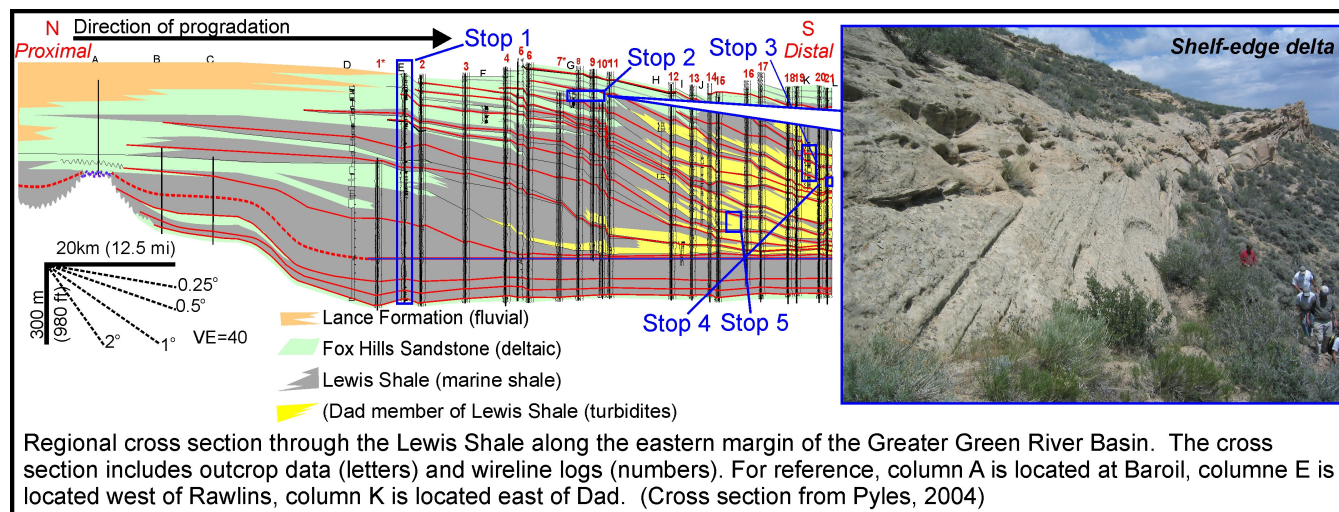 N
Direction of progradation
Proximal
Stop 1
Stop 2
Stop 3
S
Distal
Shelf-edge delta
A
B
C
D
1*
E
2
3
F
4
5
6
7*
G
8
9
10
11
H
12
I
13
J
14
15
16
17
18
19
K
20
21
L
20km (12.5 mi)
300 m
(980 ft)
0.25°
0.5°
1°
2°
VE=40
Stop 4
Stop 5
Lance Formation (fluvial)
Fox Hills Sandstone (deltaic)
Lewis Shale (marine shale)
(Dad member of Lewis Shale (turbidites)
Regional cross section through the Lewis Shale along the eastern margin of the Greater Green River Basin. The cross
section includes outcrop data (letters) and wireline logs (numbers). For reference, column A is located at Baroil, columne E is
located west of Rawlins, column K is located east of Dad. (Cross section from Pyles, 2004)